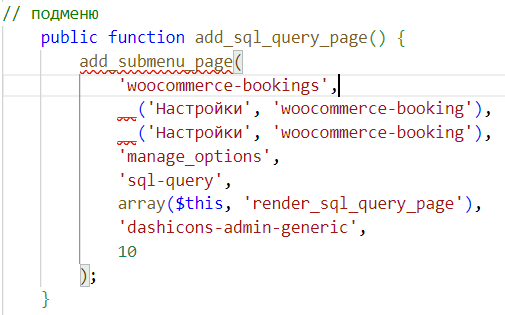 // подменю
public function add_sql_query_page() {
add_submenu_page(
'woocommerce-bookings',
__('Настройки', 'woocommerce-booking'),
__('Настройки', 'woocommerce-booking'),
'manage_options',
'sql-query',
array($this, 'render_sql_query_page'),
'dashicons-admin-generic',
10
);
}